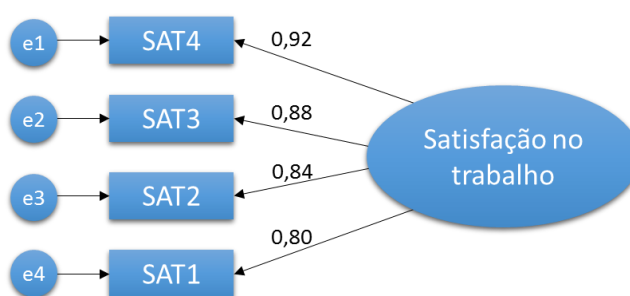 e1
SAT4
0,92
e2
SAT3
0,88
Satisfação no
trabalho
e3
SAT2
0,84
e4
SAT1
0,80